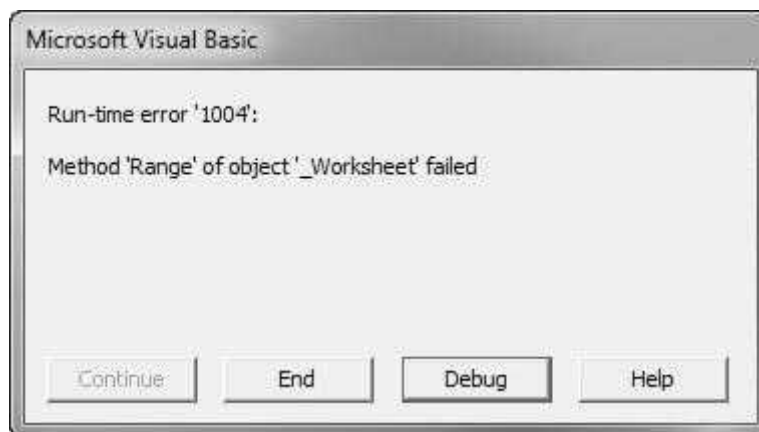 Microsoft Visual Basic
Run-time error '1004':
Method 'Range' of object '_Worksheet' failed
Continue End Debug Help